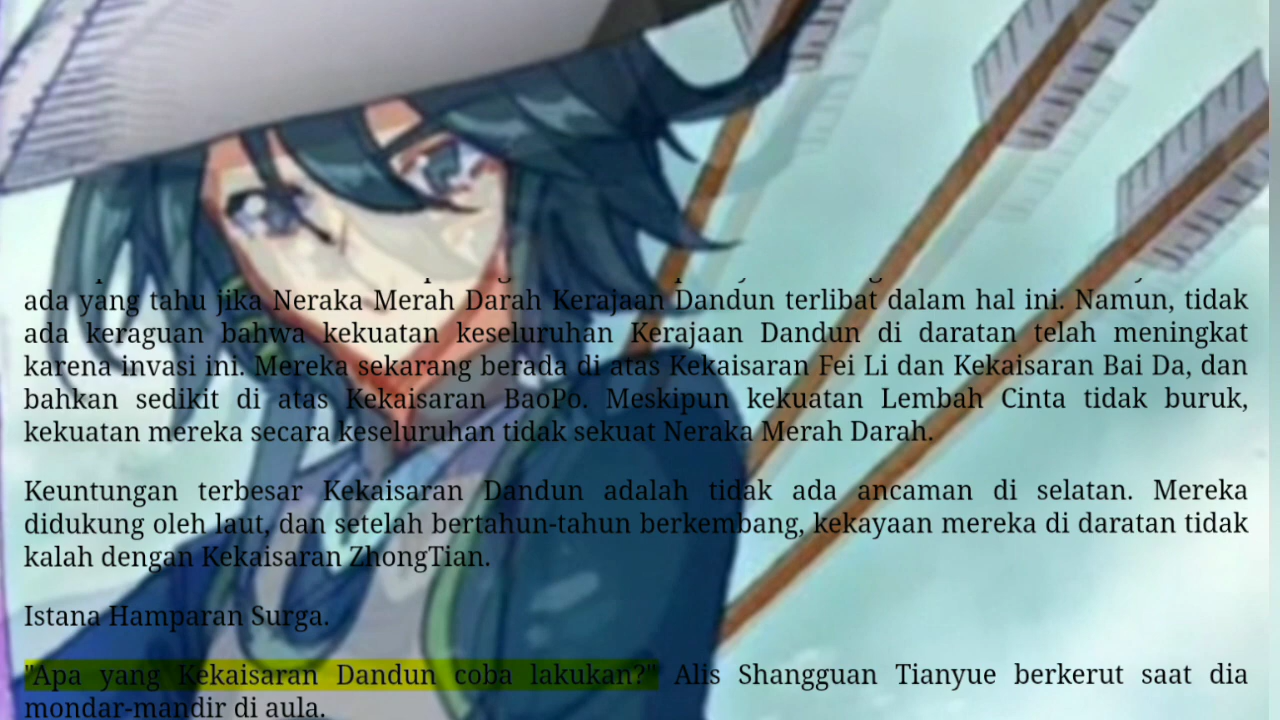 ada yang tahu jika Neraka Merah Darah Kerajaan Dandun terlibat dalam hal ini. Namun, tidak
ada keraguan bahwa kekuatan keseluruhan Kerajaan Dandun di daratan telah meningkat
karena invasi ini. Mereka sekarang berada di atas Kekaisaran Fei Li dan Kekaisaran Bai Da, dan
bahkan sedikit di atas Kekaisaran BaoPo. Meskipun kekuatan Lembah Cinta tidak buruk,
kekuatan mereka secara keseluruhan tidak sekuat Neraka Merah Darah.
Keuntungan terbesar Kekaisaran Dandun adalah tidak ada ancaman di selatan. Mereka
didukung oleh laut, dan setelah bertahun-tahun berkembang, kekayaan mereka di daratan tidak
kalah dengan Kekaisaran ZhongTian.
Istana Hamparan Surga.
"Apa yang Kekaisaran Dandun coba lakukan?" Alis Shangguan Tianyue berkerut saat dia
mondar-mandir di aula.